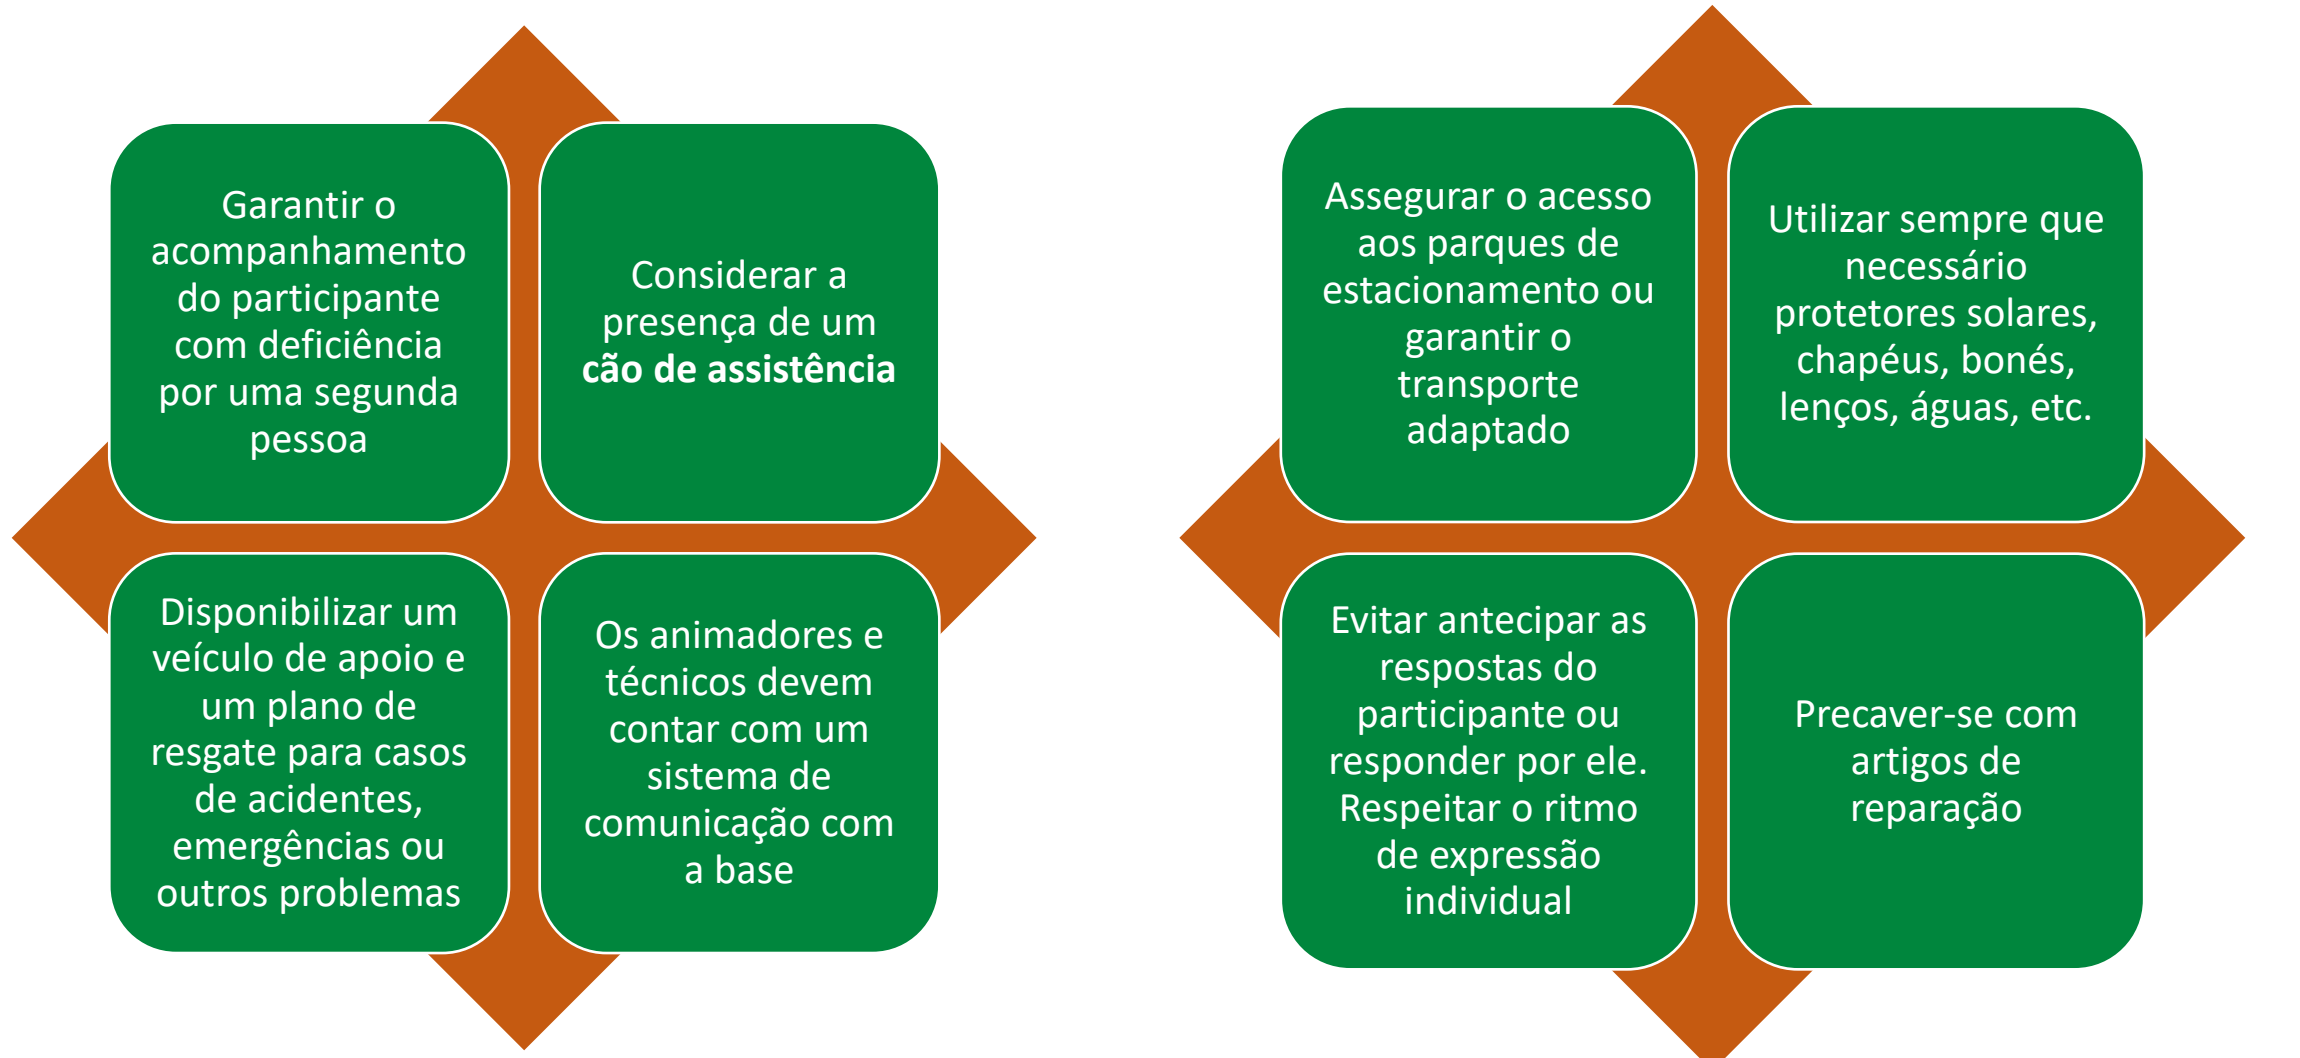 Garantir o
acompanhamento
do participante
com deficiência
por uma segunda
pessoa
Considerar a
presença de um
cão de assistência
Disponibilizar um
veículo de apoio e
um plano de
resgate para casos
de acidentes,
emergências ou
outros problemas
Os animadores e
técnicos devem
contar com um
sistema de
comunicação com
a base
Assegurar o acesso
aos parques de
estacionamento ou
garantir o
transporte
adaptado
Utilizar sempre que
necessário
protetores solares,
chapéus, bonés,
lenços, águas, etc.
Evitar antecipar as
respostas do
participante ou
responder por ele.
Respeitar o ritmo
de expressão
individual
Precaver-se com
artigos de
reparação